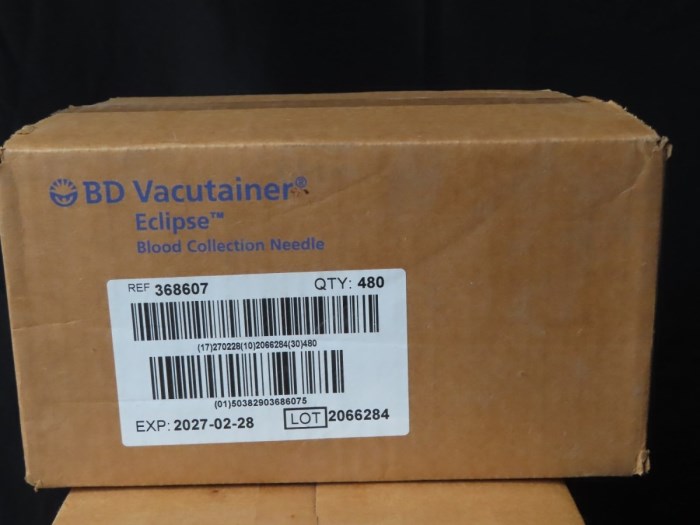 BD Vacutainer®
Eclipse™
Blood Collection Needle
REF 368607 QTY: 480
(17)270228(10)2066284(30)480
(01)50382903686075
EXP: 2027-02-28 LOT 2066284